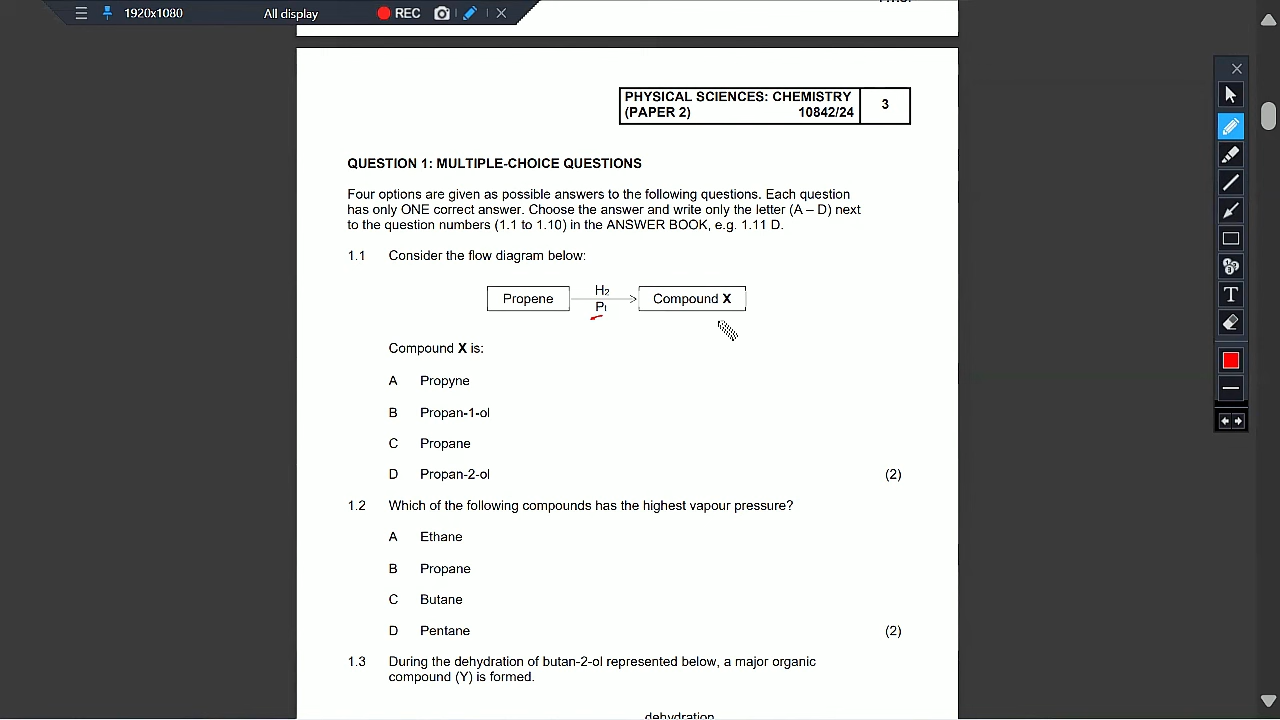 1920x1080 All display REC
PHYSICAL SCIENCES: CHEMISTRY
(PAPER 2) 10842/24
3
QUESTION 1: MULTIPLE-CHOICE QUESTIONS
Four options are given as possible answers to the following questions. Each question
has only ONE correct answer. Choose the answer and write only the letter (A – D) next
to the question numbers (1.1 to 1.10) in the ANSWER BOOK, e.g. 1.11 D.
1.1 Consider the flow diagram below:
H2
Propene Compound X
Compound X is:
A Propyne
B Propan-1-ol
C Propane
D Propan-2-ol (2)
1.2 Which of the following compounds has the highest vapour pressure?
A Ethane
B Propane
C Butane
D Pentane (2)
1.3 During the dehydration of butan-2-ol represented below, a major organic
compound (Y) is formed.
dehydration